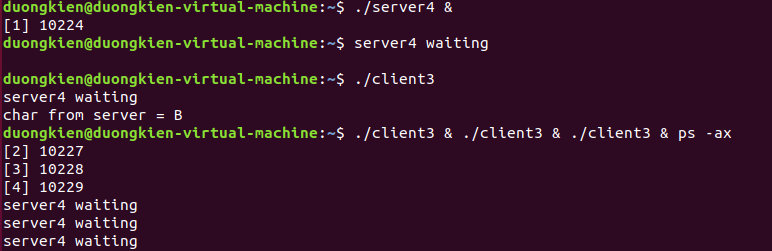 duongkien@duongkien-virtual-machine:~$ ./server4 &
[1] 10224
duongkien@duongkien-virtual-machine:~$ server4 waiting
duongkien@duongkien-virtual-machine:~$ ./client3
server4 waiting
char from server = B
duongkien@duongkien-virtual-machine:~$ ./client3 & ./client3 & ./client3 & ps -ax
[2] 10227
[3] 10228
[4] 10229
server4 waiting
server4 waiting
server4 waiting